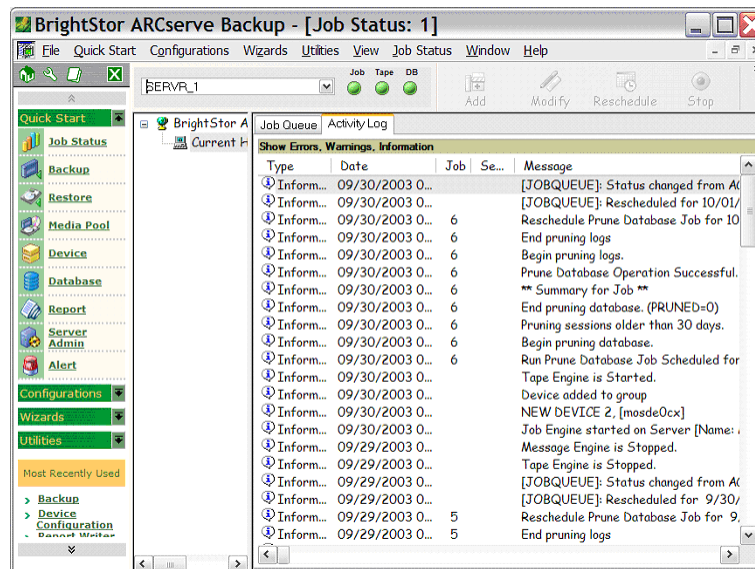 BrightStor ARCserve Backup - [Job Status: 1]
File Quick Start Configurations Wizards Utilities View Job Status Window Help
SERVR_1
Job Tape DB
Add Modify Reschedule Stop
Quick Start
Job Status
Backup
Restore
Media Pool
Device
Database
Report
Server
Admin
Alert
Configurations
Wizards
Utilities
Most Recently Used
Backup
Device
Configuration
Report Writer
BrightStor A
Current H
Job Queue Activity Log
Show Errors, Warnings, Information
Type Date Job Se... Message
Inform... 09/30/2003 0... [JOBQUEUE]: Status changed from AC
Inform... 09/30/2003 0... [JOBQUEUE]: Rescheduled for 10/01/
Inform... 09/30/2003 0... 6 Reschedule Prune Database Job for 10
Inform... 09/30/2003 0... 6 End pruning logs
Inform... 09/30/2003 0... 6 Begin pruning logs.
Inform... 09/30/2003 0... 6 Prune Database Operation Successful.
Inform... 09/30/2003 0... 6 ** Summary for Job **
Inform... 09/30/2003 0... 6 End pruning database. (PRUNED=0)
Inform... 09/30/2003 0... 6 Pruning sessions older than 30 days.
Inform... 09/30/2003 0... 6 Begin pruning database.
Inform... 09/30/2003 0... 6 Run Prune Database Job Scheduled for
Inform... 09/30/2003 0... Tape Engine is Started.
Inform... 09/30/2003 0... Device added to group
Inform... 09/30/2003 0... NEW DEVICE 2, [mosde0cx]
Inform... 09/30/2003 0... Job Engine started on Server [Name:
Inform... 09/29/2003 0... Message Engine is Stopped.
Inform... 09/29/2003 0... Tape Engine is Stopped.
Inform... 09/29/2003 0... [JOBQUEUE]: Status changed from AC
Inform... 09/29/2003 0... [JOBQUEUE]: Rescheduled for 9/30/
Inform... 09/29/2003 0... 5 Reschedule Prune Database Job for 9,
Inform... 09/29/2003 0... 5 End pruning logs